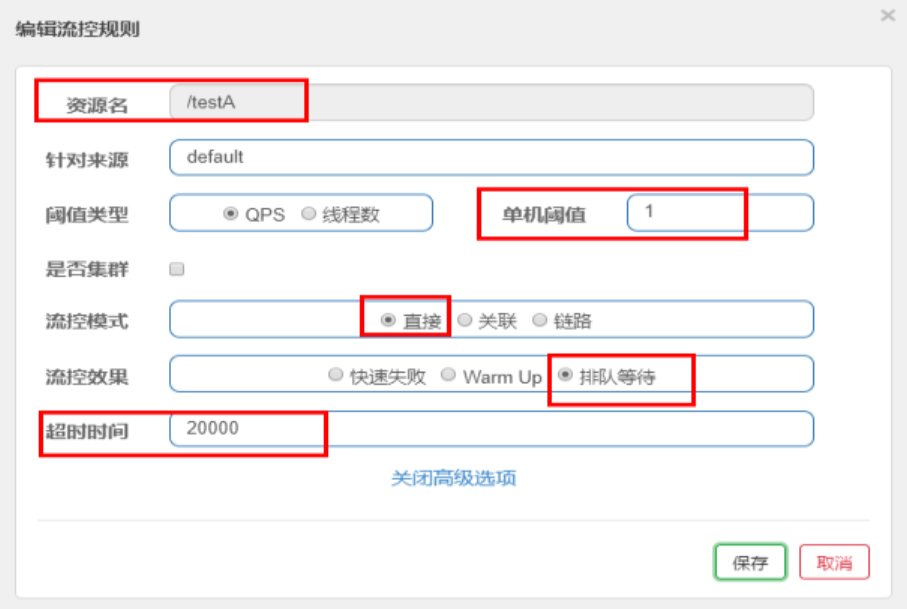 编辑流控规则 ×
资源名 /testA
针对来源 default
阈值类型 QPS 线程数 单机阈值 1
是否集群
流控模式 直接 关联 链路
流控效果 快速失败 Warm Up 排队等待
超时时间 20000
关闭高级选项
保存 取消